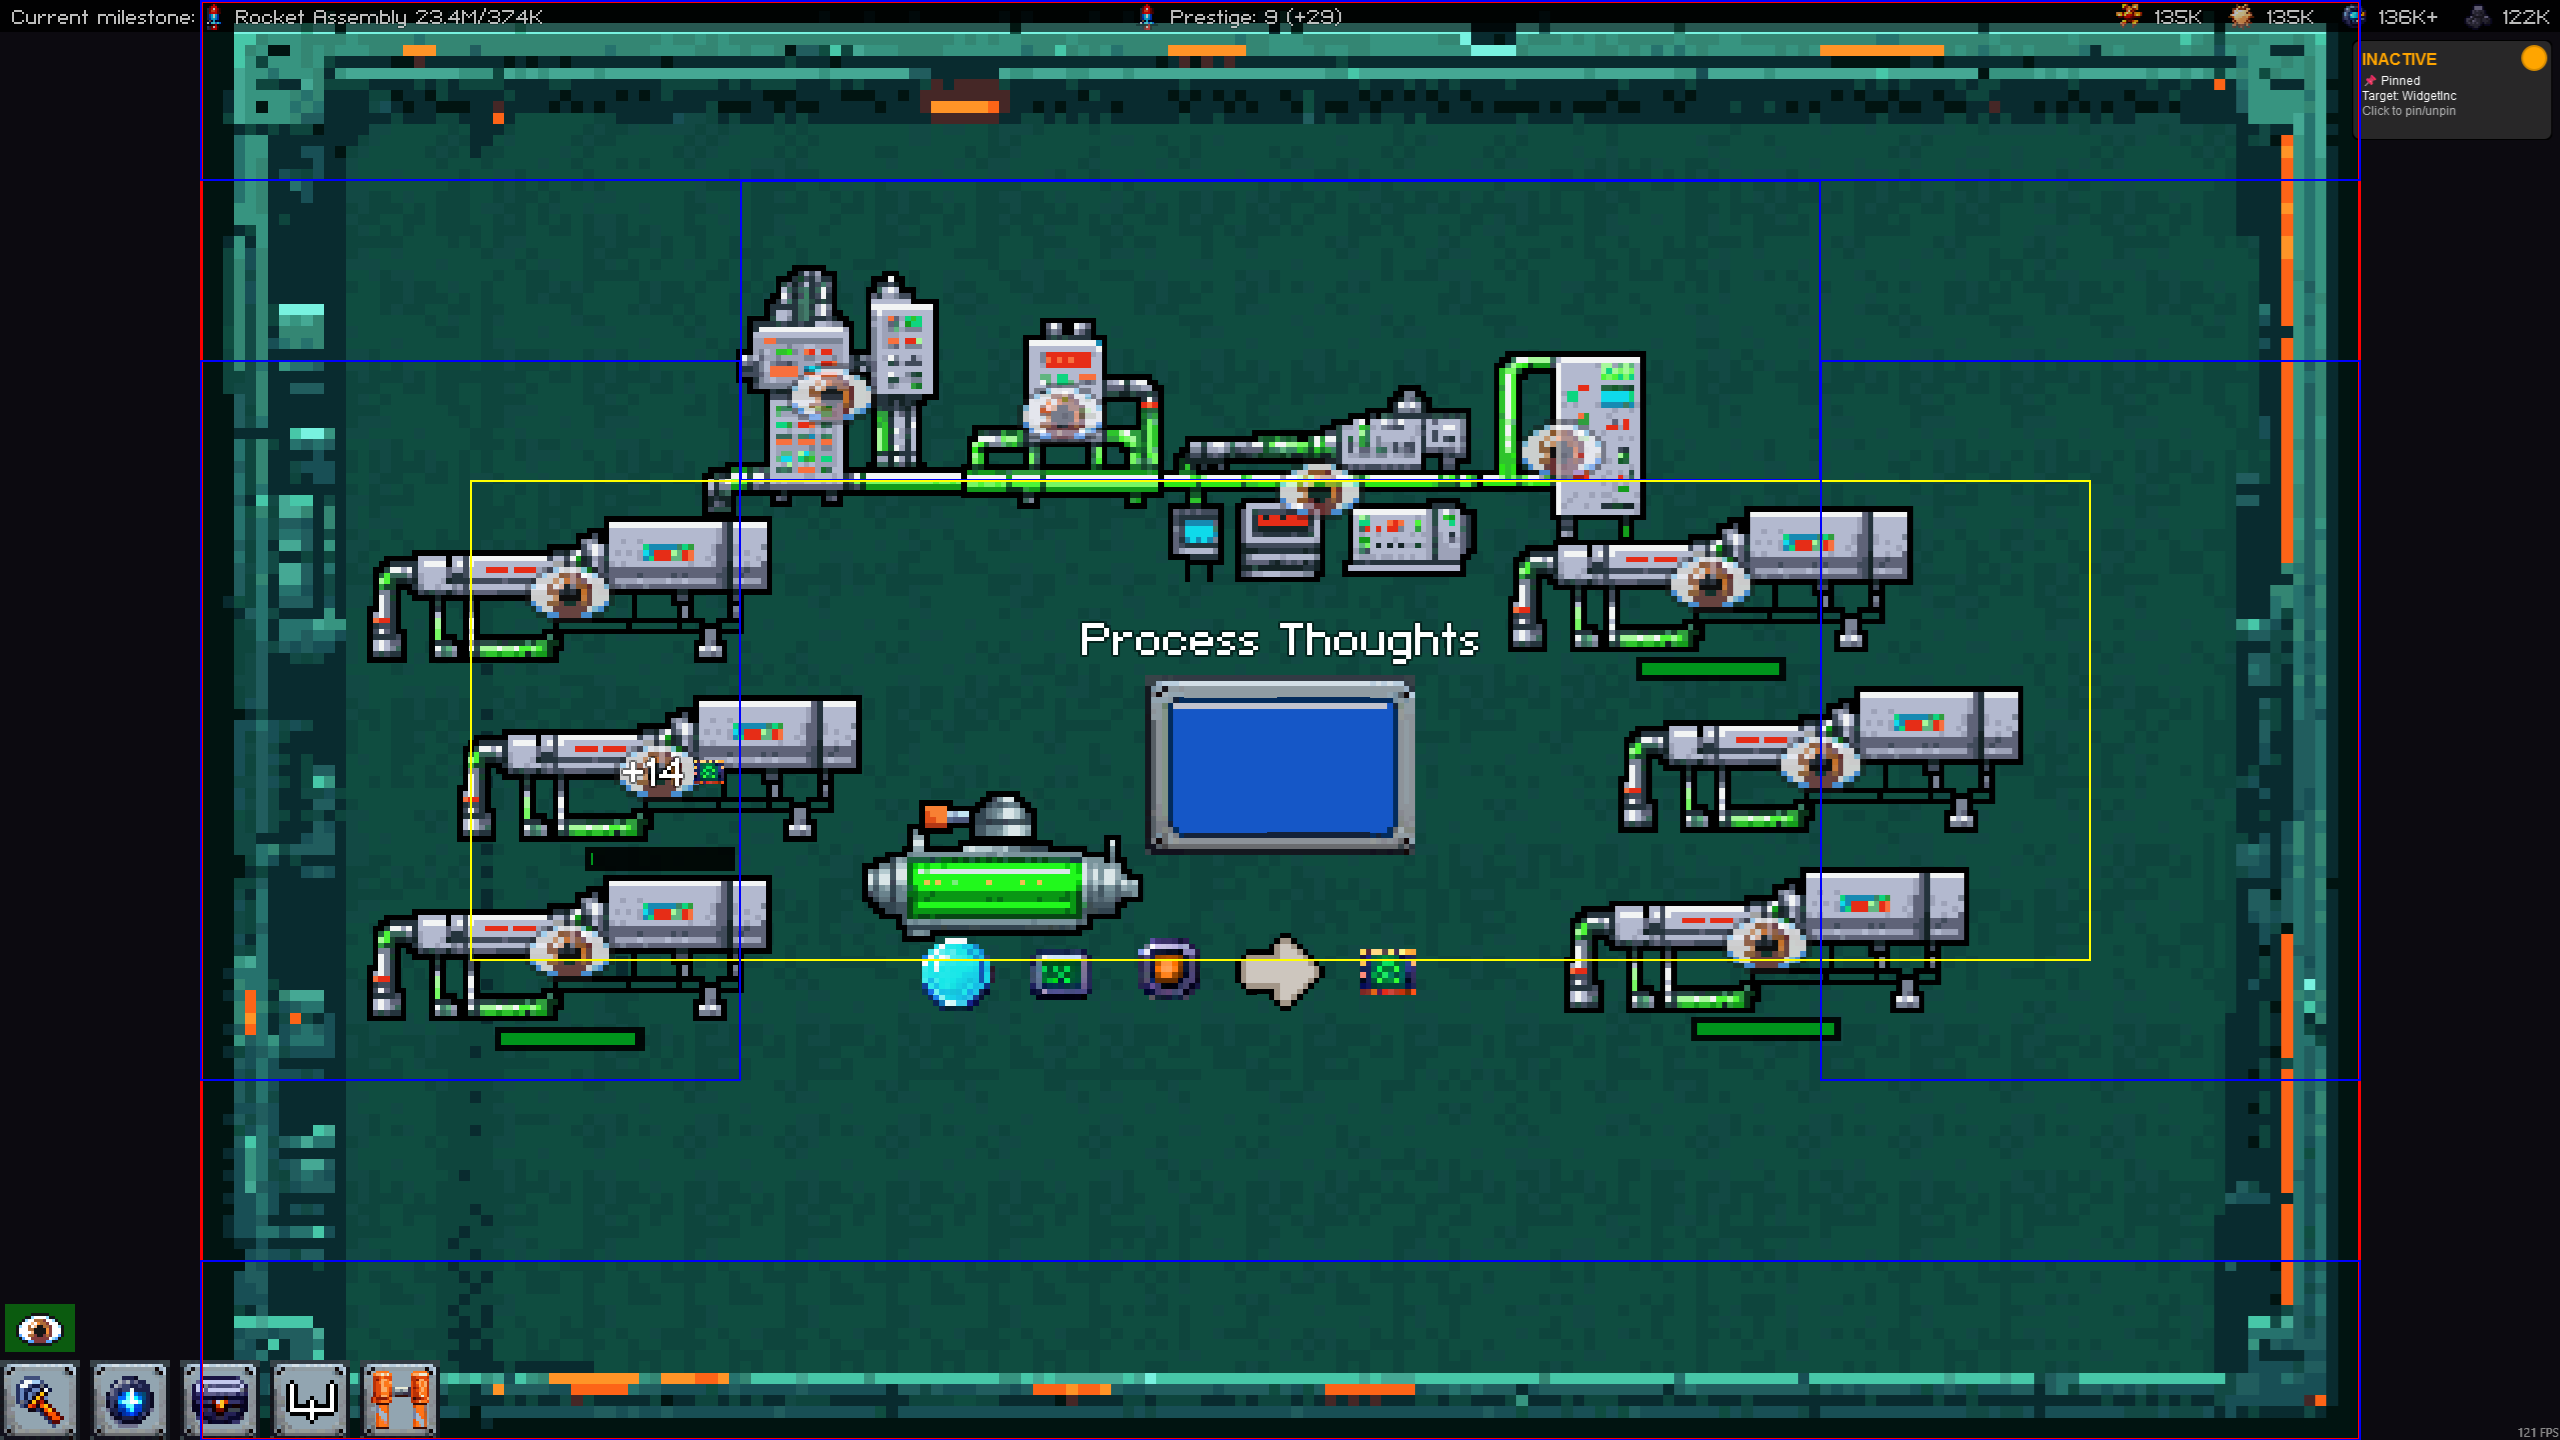 Current milestone: Rocket Assembly 23.4M/374K
Prestige: 9 (+29)
135K 135K 136K+ 122K
INACTIVE
Pinned
Target: WidgetInc
Click to pin/unpin
Process Thoughts
+14
121 FPS